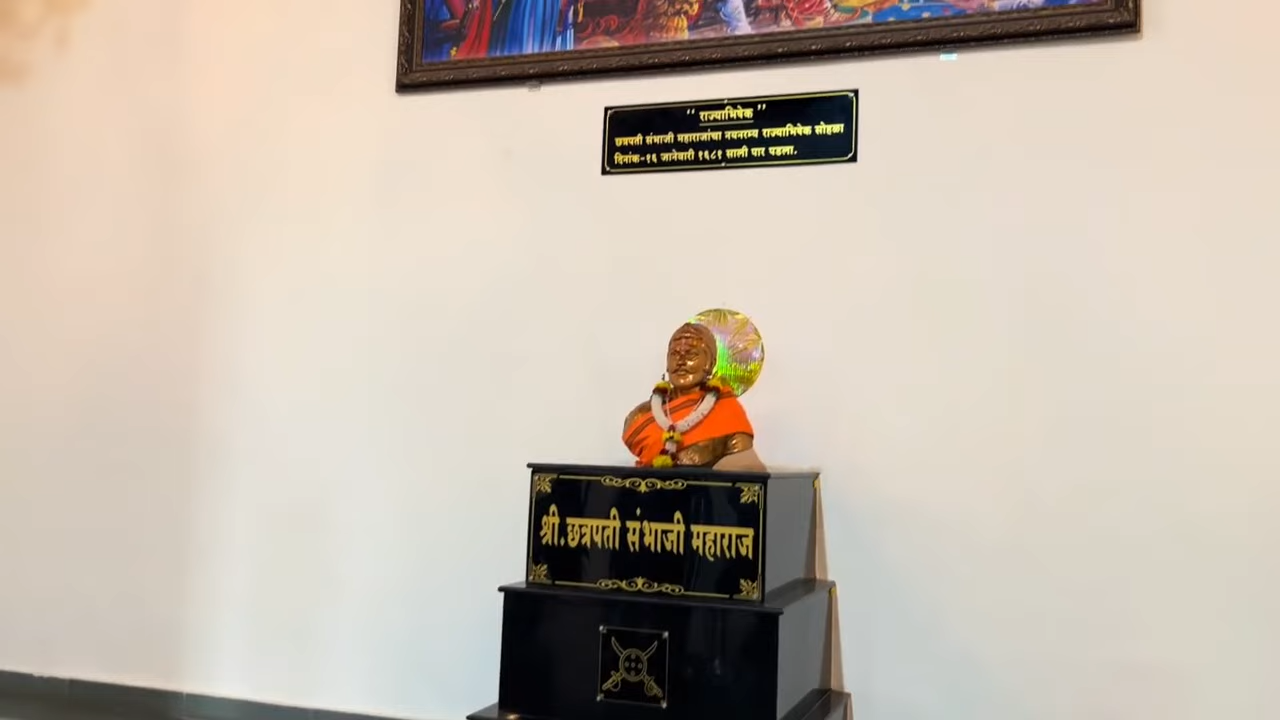 “ राज्याभिषेक ”
छत्रपती संभाजी महाराजांचा नयनरम्य राज्याभिषेक सोहळा
दिनांक-१६ जानेवारी १६८१ साली पार पडला.
श्री.छत्रपती संभाजी महाराज